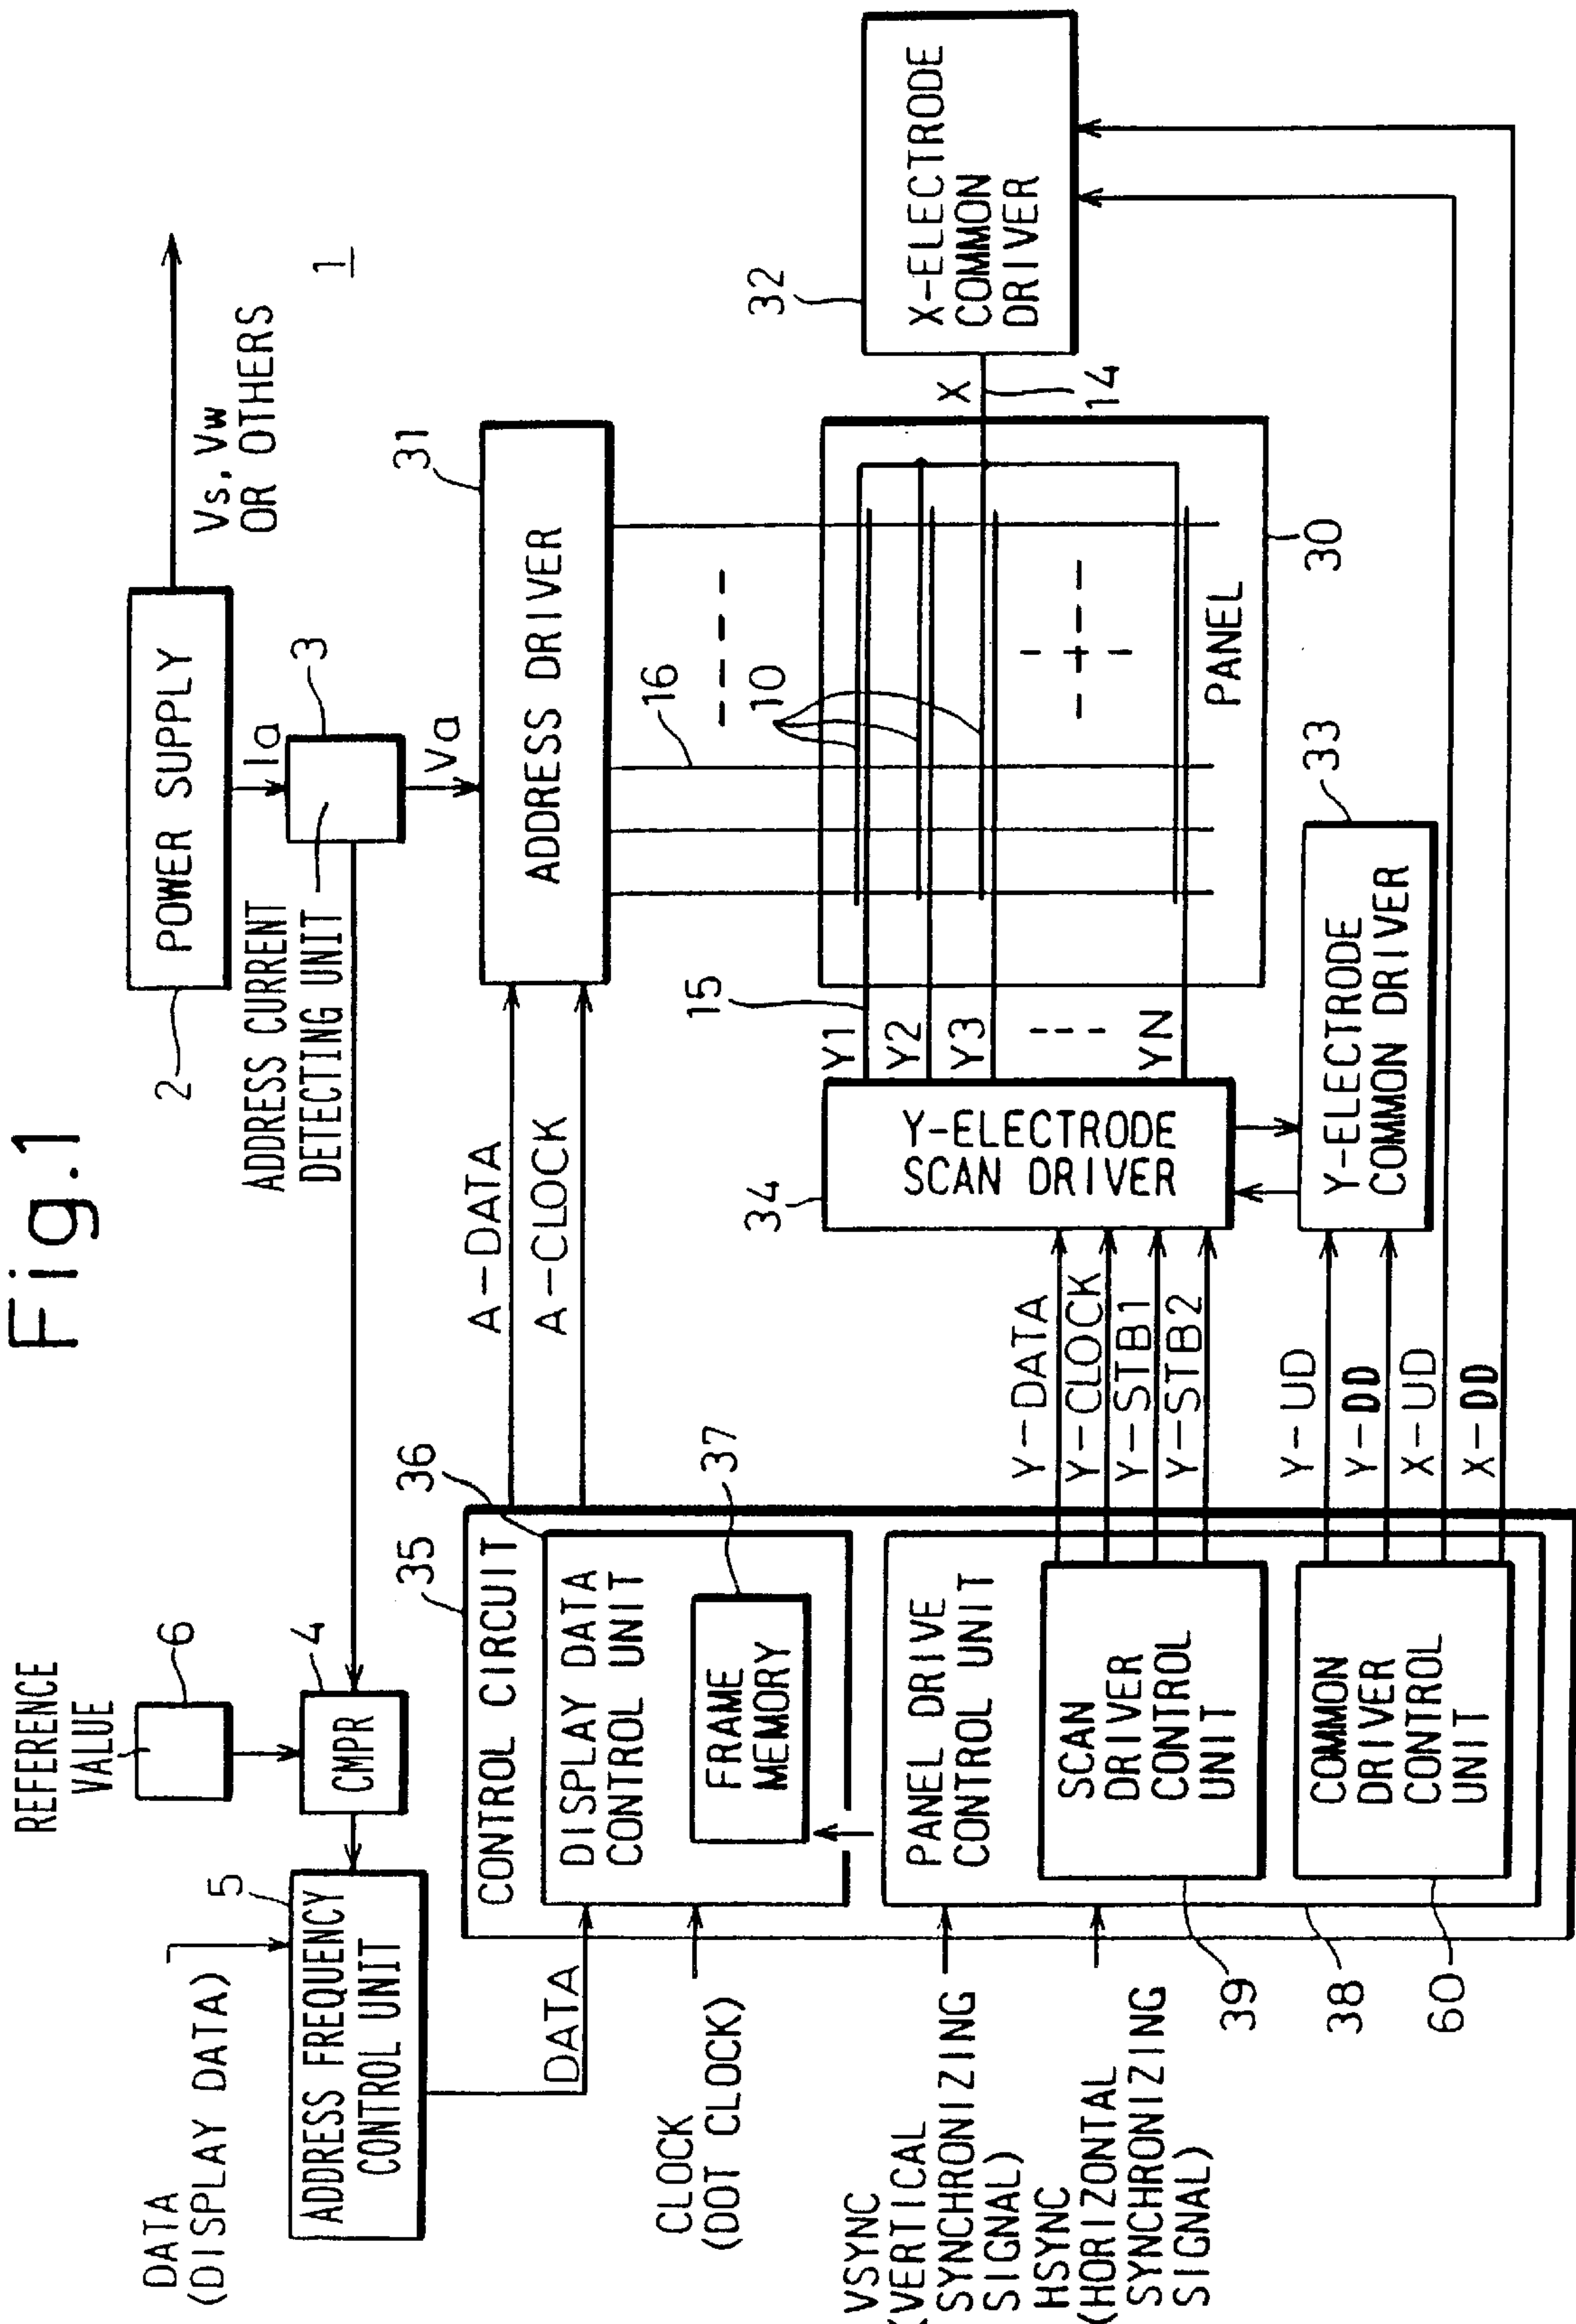 Fig.1
REFERENCE
VALUE
6
DATA
(DISPLAY DATA)
5
ADDRESS FREQUENCY
CONTROL UNIT
4
CMPR
ADDRESS CURRENT
DETECTING UNIT
2
POWER SUPPLY
Vs, Vw
OR OTHERS
1
Ia
3
Va
31
ADDRESS DRIVER
A-DATA
A-CLOCK
35
CONTROL CIRCUIT
36
DISPLAY DATA
CONTROL UNIT
37
FRAME
MEMORY
DATA
CLOCK
(DOT CLOCK)
VSYNC
(VERTICAL
SYNCHRONIZING
SIGNAL)
HSYNC
(HORIZONTAL
SYNCHRONIZING
SIGNAL)
PANEL DRIVE
CONTROL UNIT
SCAN
DRIVER
CONTROL
UNIT
COMMON
DRIVER
CONTROL
UNIT
39
38
60
Y-DATA
Y-CLOCK
Y-STB1
Y-STB2
Y-UD
Y-DD
X-UD
X-DD
34
Y-ELECTRODE
SCAN DRIVER
15
Y1
Y2
Y3
YN
33
Y-ELECTRODE
COMMON DRIVER
16
10
PANEL
30
X
14
32
X-ELECTRODE
COMMON
DRIVER